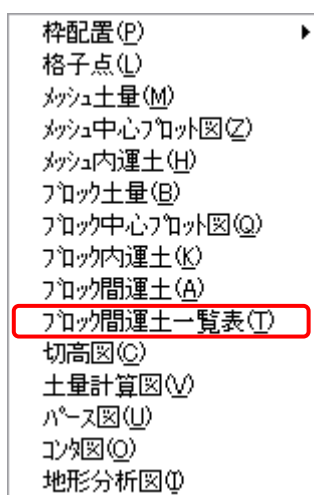 枠配置(P)
格子点(L)
ﾒｯｼｭ土量(M)
ﾒｯｼｭ中心ﾌﾟﾛｯﾄ図(Z)
ﾒｯｼｭ内運土(H)
ﾌﾞﾛｯｸ土量(B)
ﾌﾞﾛｯｸ中心ﾌﾟﾛｯﾄ図(Q)
ﾌﾞﾛｯｸ内運土(K)
ﾌﾞﾛｯｸ間運土(A)
ﾌﾞﾛｯｸ間運土一覧表(T)
切高図(C)
土量計算図(V)
ﾊﾟｰｽ図(U)
ｺﾝﾀ図(O)
地形分析図(I)